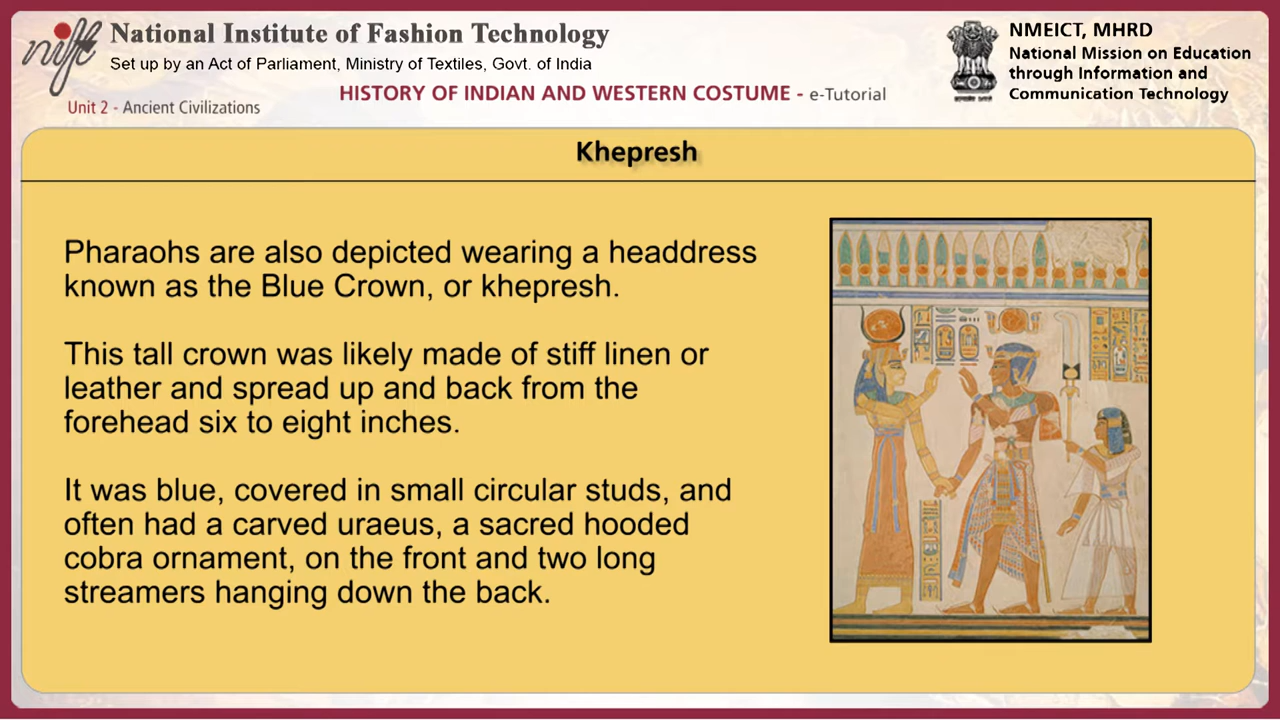 nift
National Institute of Fashion Technology
Set up by an Act of Parliament, Ministry of Textiles, Govt. of India
HISTORY OF INDIAN AND WESTERN COSTUME - e-Tutorial
Unit 2 - Ancient Civilizations
NMEICT, MHRD
National Mission on Education
through Information and
Communication Technology
Khepresh
Pharaohs are also depicted wearing a headdress
known as the Blue Crown, or khepresh.
This tall crown was likely made of stiff linen or
leather and spread up and back from the
forehead six to eight inches.
It was blue, covered in small circular studs, and
often had a carved uraeus, a sacred hooded
cobra ornament, on the front and two long
streamers hanging down the back.